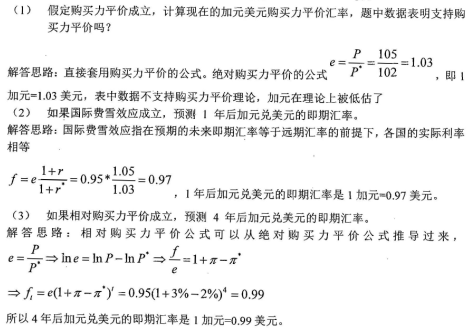 （1） 假定购买力平价成立，计算现在的加元美元购买力平价汇率，题中数据表明支持购
买力平价吗？
解答思路：直接套用购买力平价的公式。绝对购买力平价的公式 e = P/P* = 105/102 = 1.03 ，即 1
加元=1.03 美元，表中数据不支持购买力平价理论，加元在理论上被低估了
（2） 如果国际费雪效应成立，预测 1 年后加元兑美元的即期汇率。
解答思路：国际费雪效应指在预期的未来即期汇率等于远期汇率的前提下，各国的实际利率
相等
f = e (1+r)/(1+r*) = 0.95* 1.05/1.03 = 0.97 ，1 年后加元兑美元的即期汇率是 1 加元=0.97 美元。
（3） 如果相对购买力平价成立，预测 4 年后加元兑美元的即期汇率。
解答思路：相对购买力平价公式可以从绝对购买力平价公式推导过来，
e = P/P* ⇒ ln e = ln P − ln P* ⇒ f/e = 1 + π − π*
⇒ fₜ = e(1 + π − π*)ᵗ = 0.95(1 + 3% − 2%)⁴ = 0.99
所以 4 年后加元兑美元的即期汇率是 1 加元=0.99 美元。